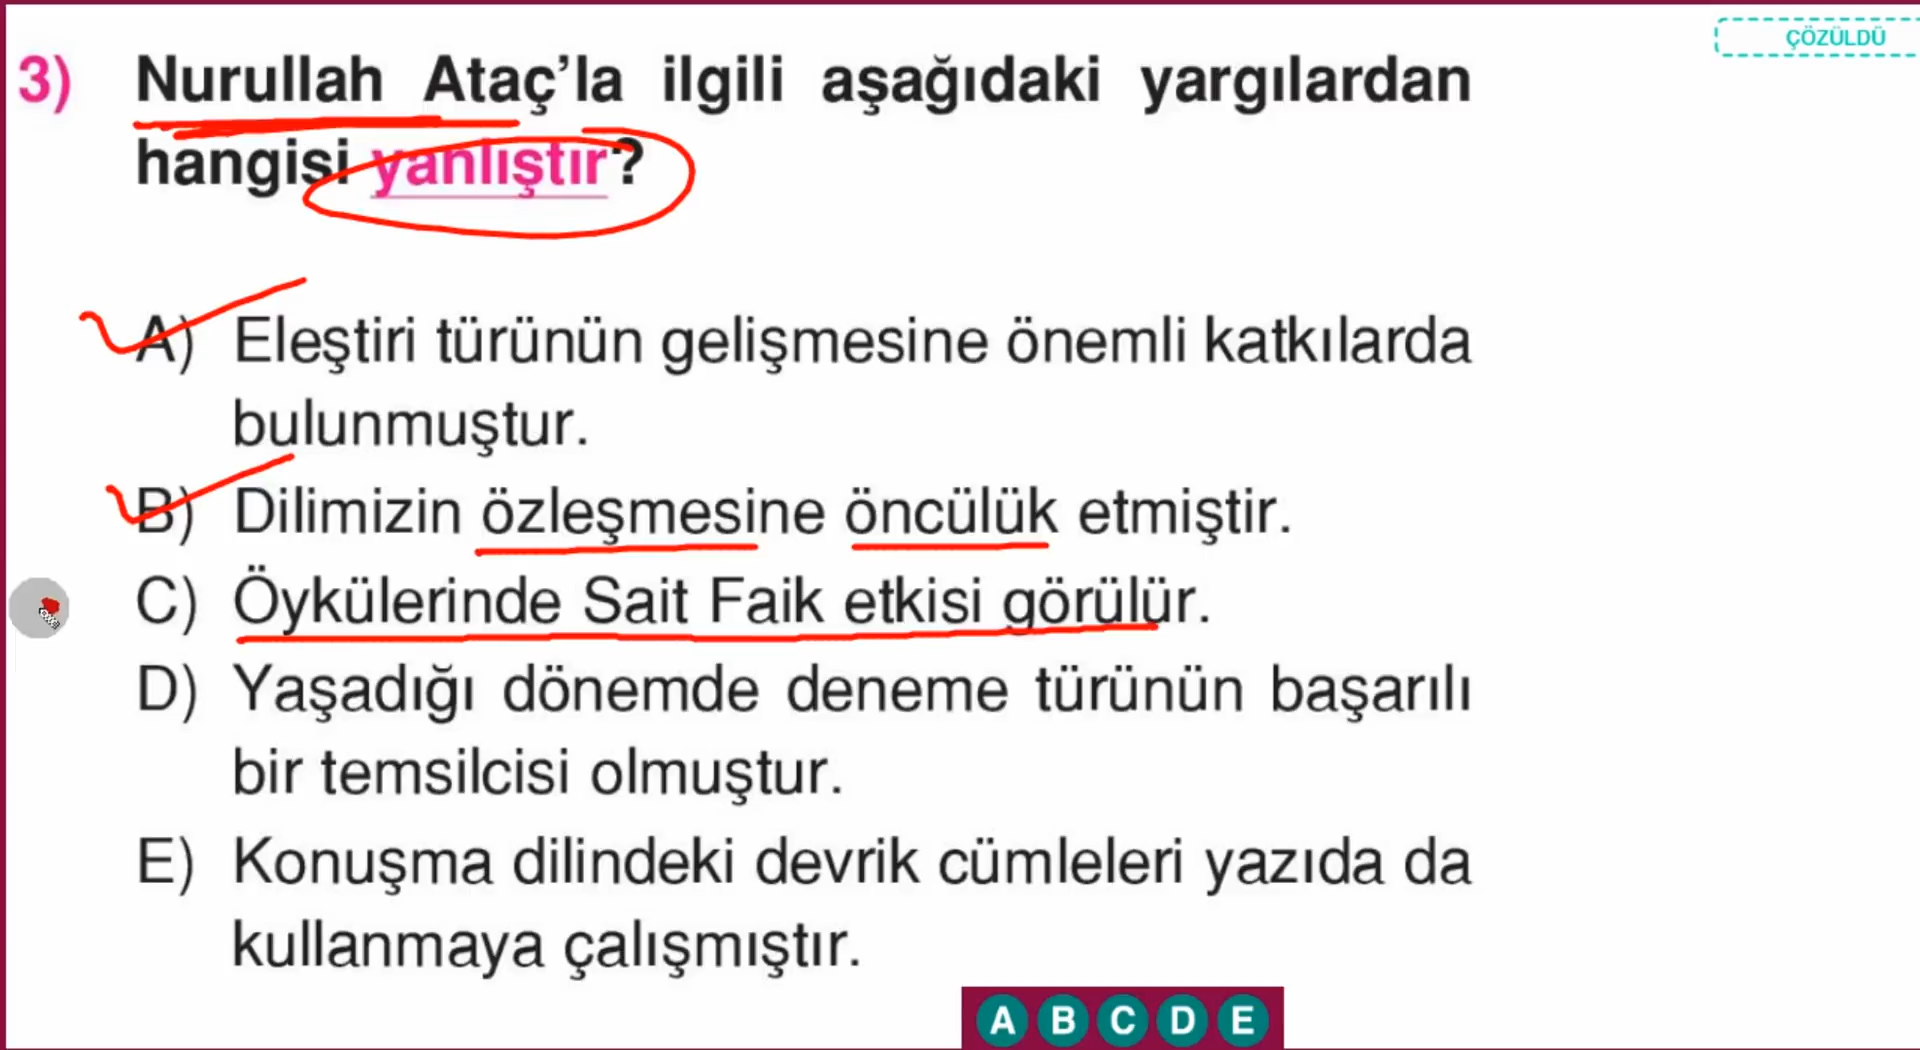 ÇÖZÜLDÜ
3) Nurullah Ataç'la ilgili aşağıdaki yargılardan
hangisi yanlıştır?
A) Eleştiri türünün gelişmesine önemli katkılarda
bulunmuştur.
B) Dilimizin özleşmesine öncülük etmiştir.
C) Öykülerinde Sait Faik etkisi görülür.
D) Yaşadığı dönemde deneme türünün başarılı
bir temsilcisi olmuştur.
E) Konuşma dilindeki devrik cümleleri yazıda da
kullanmaya çalışmıştır.
A B C D E